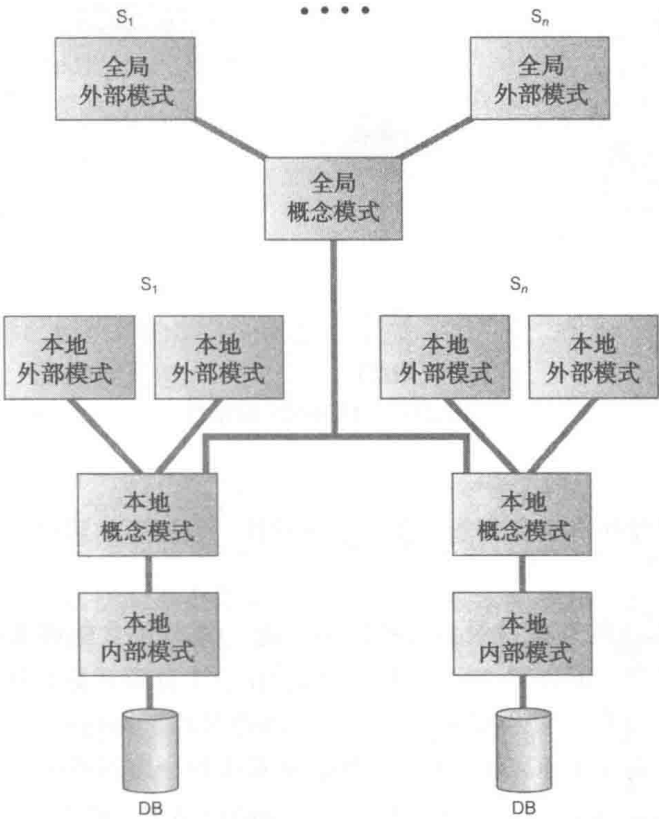 S1
Sn
全局
外部模式
全局
外部模式
全局
概念模式
S1
Sn
本地
外部模式
本地
外部模式
本地
外部模式
本地
外部模式
本地
概念模式
本地
概念模式
本地
内部模式
本地
内部模式
DB
DB